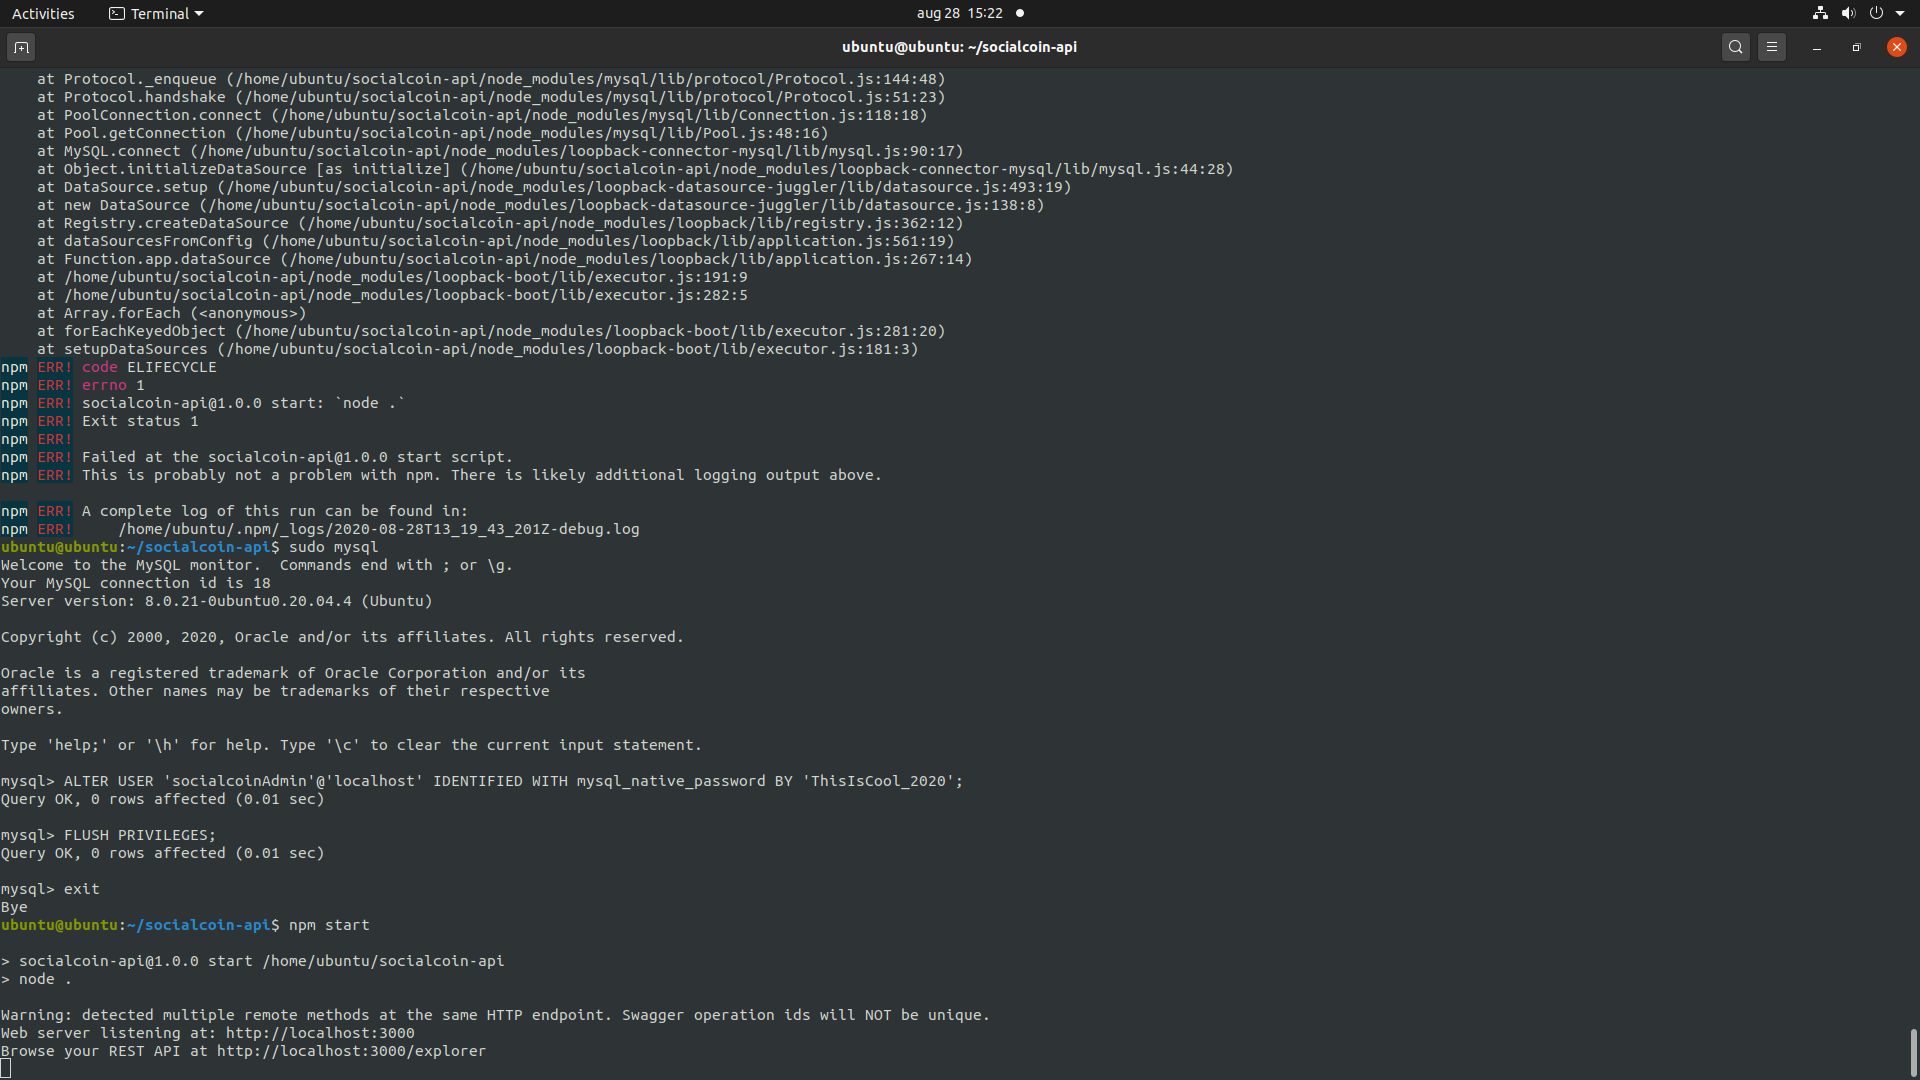 Activities
Terminal
aug 28 15:22
ubuntu@ubuntu: ~/socialcoin-api
    at Protocol._enqueue (/home/ubuntu/socialcoin-api/node_modules/mysql/lib/protocol/Protocol.js:144:48)
    at Protocol.handshake (/home/ubuntu/socialcoin-api/node_modules/mysql/lib/protocol/Protocol.js:51:23)
    at PoolConnection.connect (/home/ubuntu/socialcoin-api/node_modules/mysql/lib/Connection.js:118:18)
    at Pool.getConnection (/home/ubuntu/socialcoin-api/node_modules/mysql/lib/Pool.js:48:16)
    at MySQL.connect (/home/ubuntu/socialcoin-api/node_modules/loopback-connector-mysql/lib/mysql.js:90:17)
    at Object.initializeDataSource [as initialize] (/home/ubuntu/socialcoin-api/node_modules/loopback-connector-mysql/lib/mysql.js:44:28)
    at DataSource.setup (/home/ubuntu/socialcoin-api/node_modules/loopback-datasource-juggler/lib/datasource.js:493:19)
    at new DataSource (/home/ubuntu/socialcoin-api/node_modules/loopback-datasource-juggler/lib/datasource.js:138:8)
    at Registry.createDataSource (/home/ubuntu/socialcoin-api/node_modules/loopback/lib/registry.js:362:12)
    at dataSourcesFromConfig (/home/ubuntu/socialcoin-api/node_modules/loopback/lib/application.js:561:19)
    at Function.app.dataSource (/home/ubuntu/socialcoin-api/node_modules/loopback/lib/application.js:267:14)
    at /home/ubuntu/socialcoin-api/node_modules/loopback-boot/lib/executor.js:191:9
    at /home/ubuntu/socialcoin-api/node_modules/loopback-boot/lib/executor.js:282:5
    at Array.forEach (<anonymous>)
    at forEachKeyedObject (/home/ubuntu/socialcoin-api/node_modules/loopback-boot/lib/executor.js:281:20)
    at setupDataSources (/home/ubuntu/socialcoin-api/node_modules/loopback-boot/lib/executor.js:181:3)
npm ERR! code ELIFECYCLE
npm ERR! errno 1
npm ERR! socialcoin-api@1.0.0 start: `node .`
npm ERR! Exit status 1
npm ERR!
npm ERR! Failed at the socialcoin-api@1.0.0 start script.
npm ERR! This is probably not a problem with npm. There is likely additional logging output above.

npm ERR! A complete log of this run can be found in:
npm ERR!     /home/ubuntu/.npm/_logs/2020-08-28T13_19_43_201Z-debug.log
ubuntu@ubuntu:~/socialcoin-api$ sudo mysql
Welcome to the MySQL monitor.  Commands end with ; or \g.
Your MySQL connection id is 18
Server version: 8.0.21-0ubuntu0.20.04.4 (Ubuntu)

Copyright (c) 2000, 2020, Oracle and/or its affiliates. All rights reserved.

Oracle is a registered trademark of Oracle Corporation and/or its
affiliates. Other names may be trademarks of their respective
owners.

Type 'help;' or '\h' for help. Type '\c' to clear the current input statement.

mysql> ALTER USER 'socialcoinAdmin'@'localhost' IDENTIFIED WITH mysql_native_password BY 'ThisIsCool_2020';
Query OK, 0 rows affected (0.01 sec)

mysql> FLUSH PRIVILEGES;
Query OK, 0 rows affected (0.01 sec)

mysql> exit
Bye
ubuntu@ubuntu:~/socialcoin-api$ npm start

> socialcoin-api@1.0.0 start /home/ubuntu/socialcoin-api
> node .

Warning: detected multiple remote methods at the same HTTP endpoint. Swagger operation ids will NOT be unique.
Web server listening at: http://localhost:3000
Browse your REST API at http://localhost:3000/explorer